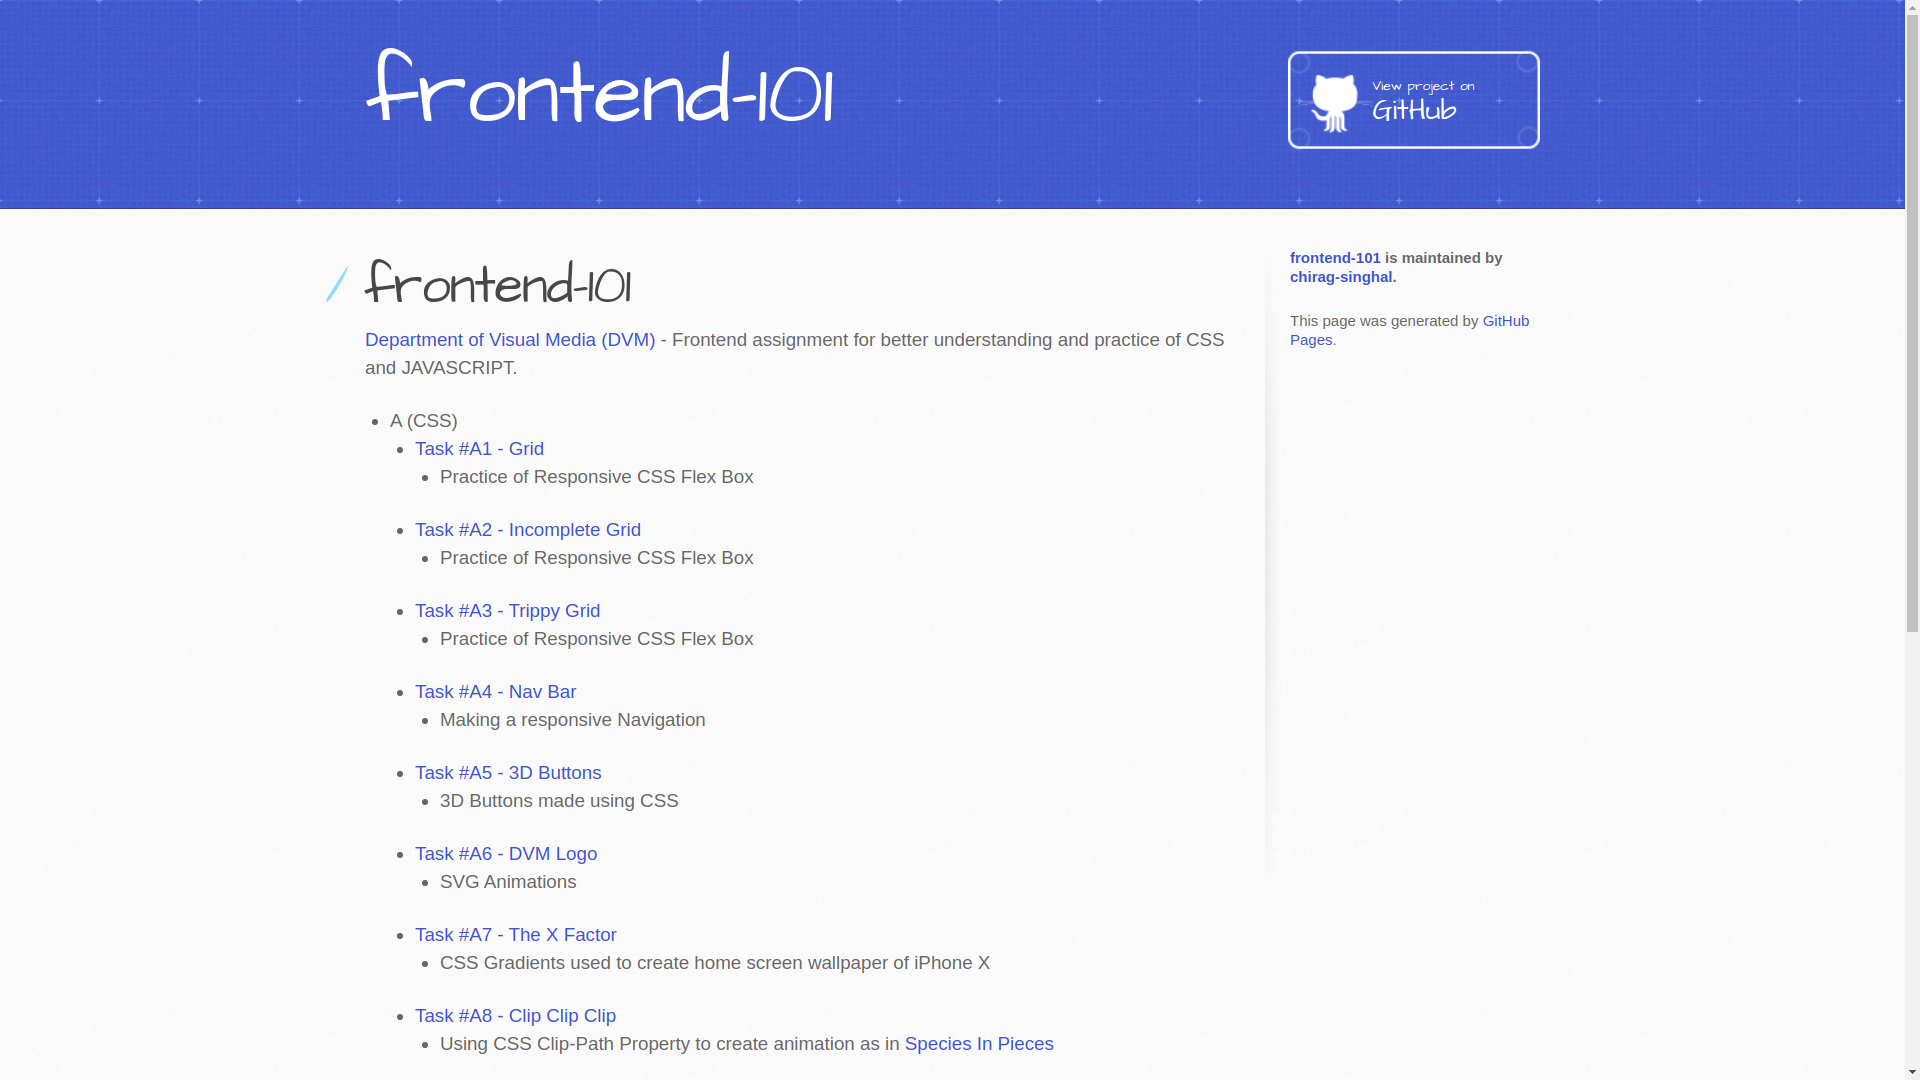 frontend-101
View project on
GitHub
frontend-101
Department of Visual Media (DVM) - Frontend assignment for better understanding and practice of CSS
and JAVASCRIPT.
A (CSS)
Task #A1 - Grid
Practice of Responsive CSS Flex Box
Task #A2 - Incomplete Grid
Practice of Responsive CSS Flex Box
Task #A3 - Trippy Grid
Practice of Responsive CSS Flex Box
Task #A4 - Nav Bar
Making a responsive Navigation
Task #A5 - 3D Buttons
3D Buttons made using CSS
Task #A6 - DVM Logo
SVG Animations
Task #A7 - The X Factor
CSS Gradients used to create home screen wallpaper of iPhone X
Task #A8 - Clip Clip Clip
Using CSS Clip-Path Property to create animation as in Species In Pieces
frontend-101 is maintained by
chirag-singhal.
This page was generated by GitHub
Pages.